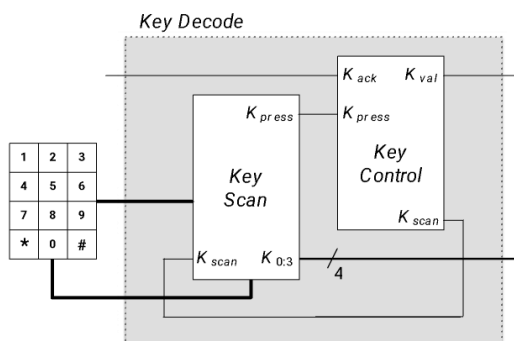 Key Decode
K ack K val
K press K press
Key
Control
Key
Scan
K scan
K scan K 0:3
4
1 2 3
4 5 6
7 8 9
* 0 #